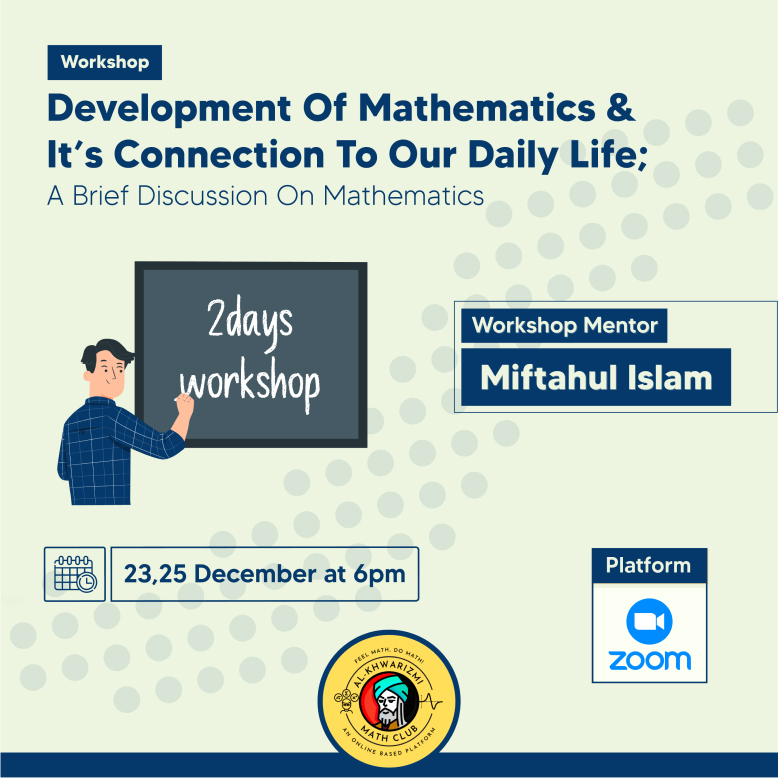 Workshop
Development Of Mathematics &
It's Connection To Our Daily Life;
A Brief Discussion On Mathematics
2days
workshop
Workshop Mentor
Miftahul Islam
23,25 December at 6pm
Platform
zoom
FEEL MATH, DO MATH!
AL-KHWARIZMI
MATH CLUB
AN ONLINE BASED PLATFORM